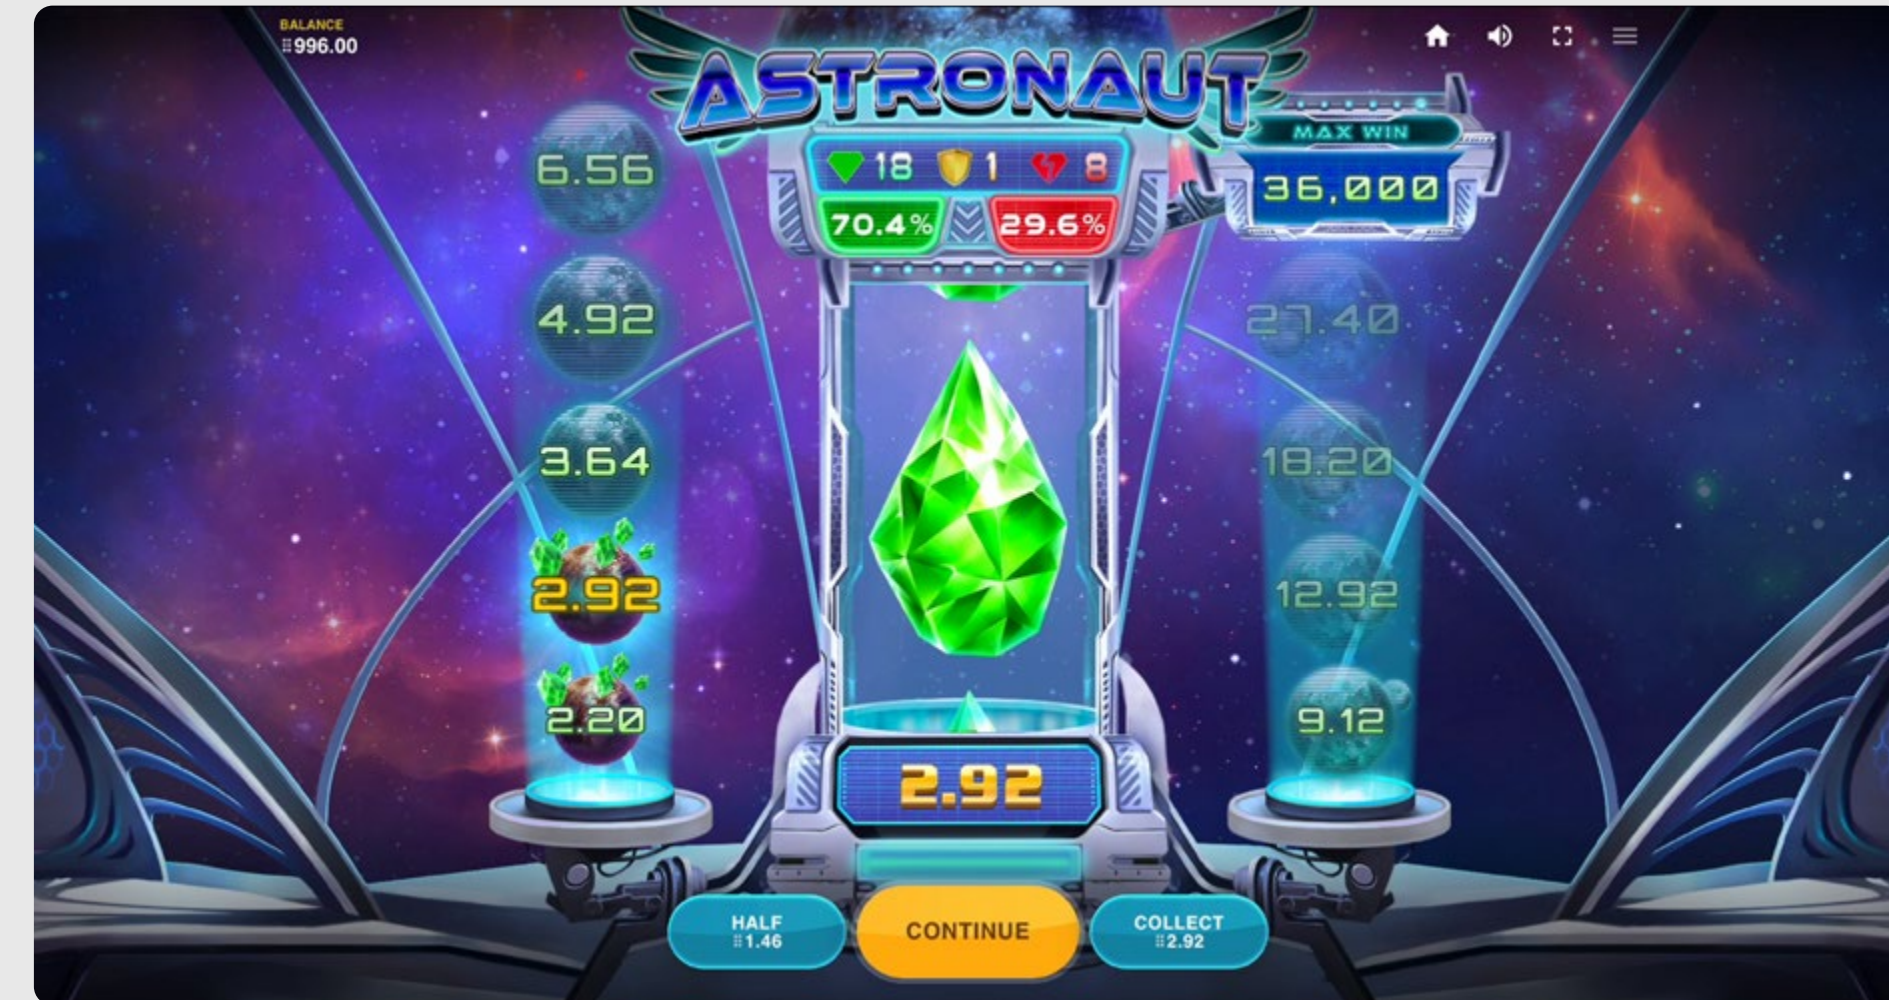 BALANCE
996.00
ASTRONAUT
MAX WIN
36,000
18 1 8
70.4% 29.6%
6.56
4.92
3.64
2.92
2.20
27.40
18.20
12.92
9.12
2.92
HALF
1.46
CONTINUE
COLLECT
2.92